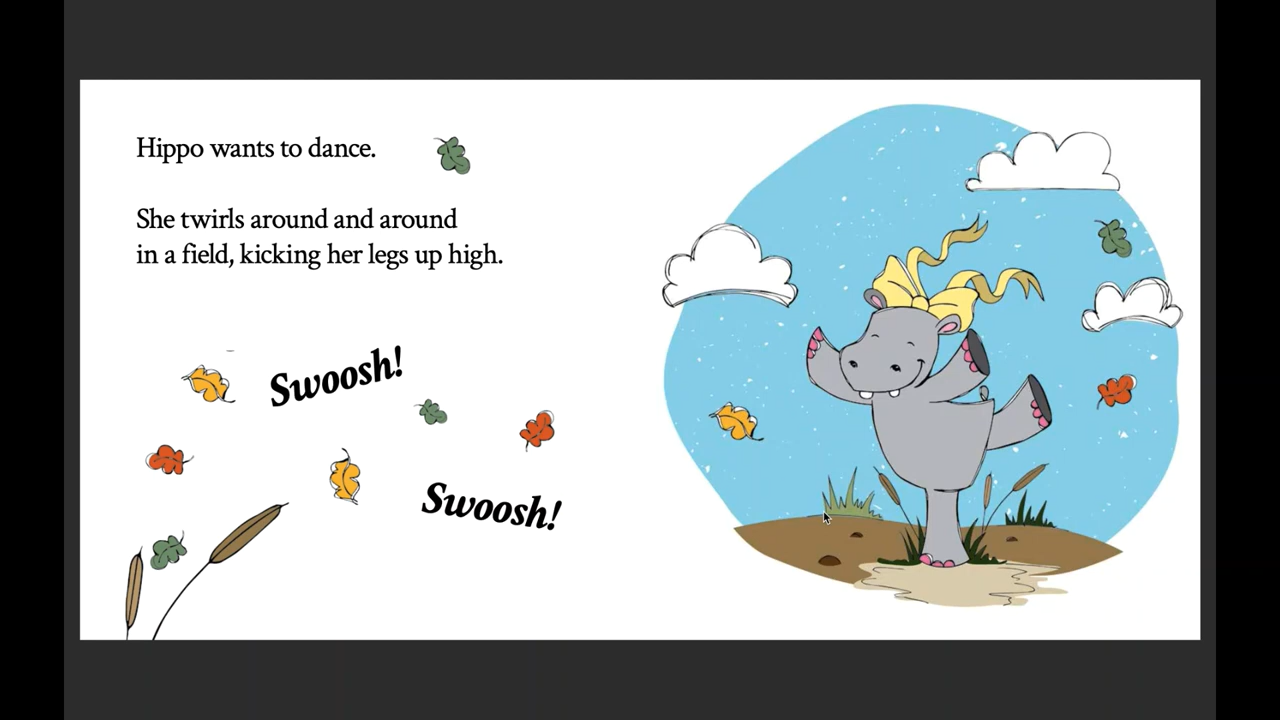 Hippo wants to dance.
She twirls around and around
in a field, kicking her legs up high.
Swoosh!
Swoosh!